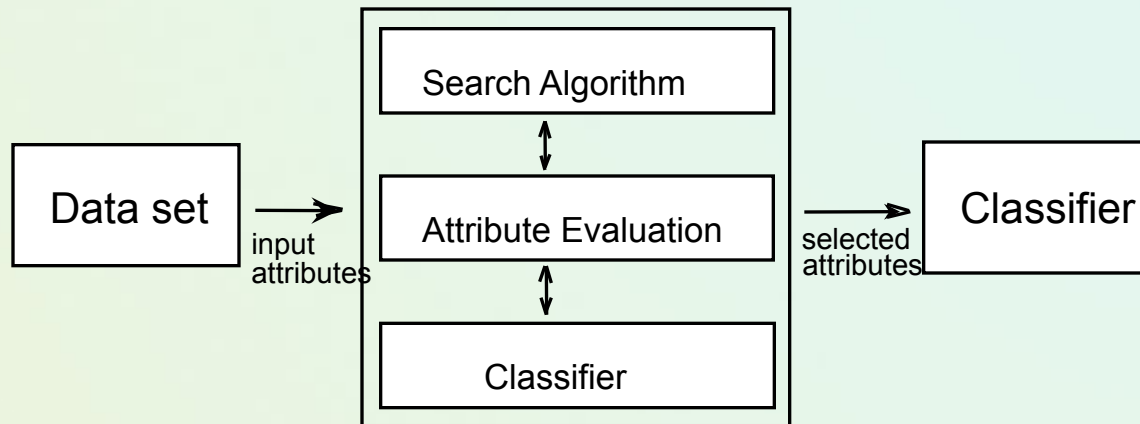 Data set
input
attributes
Search Algorithm
Attribute Evaluation
Classifier
selected
attributes
Classifier